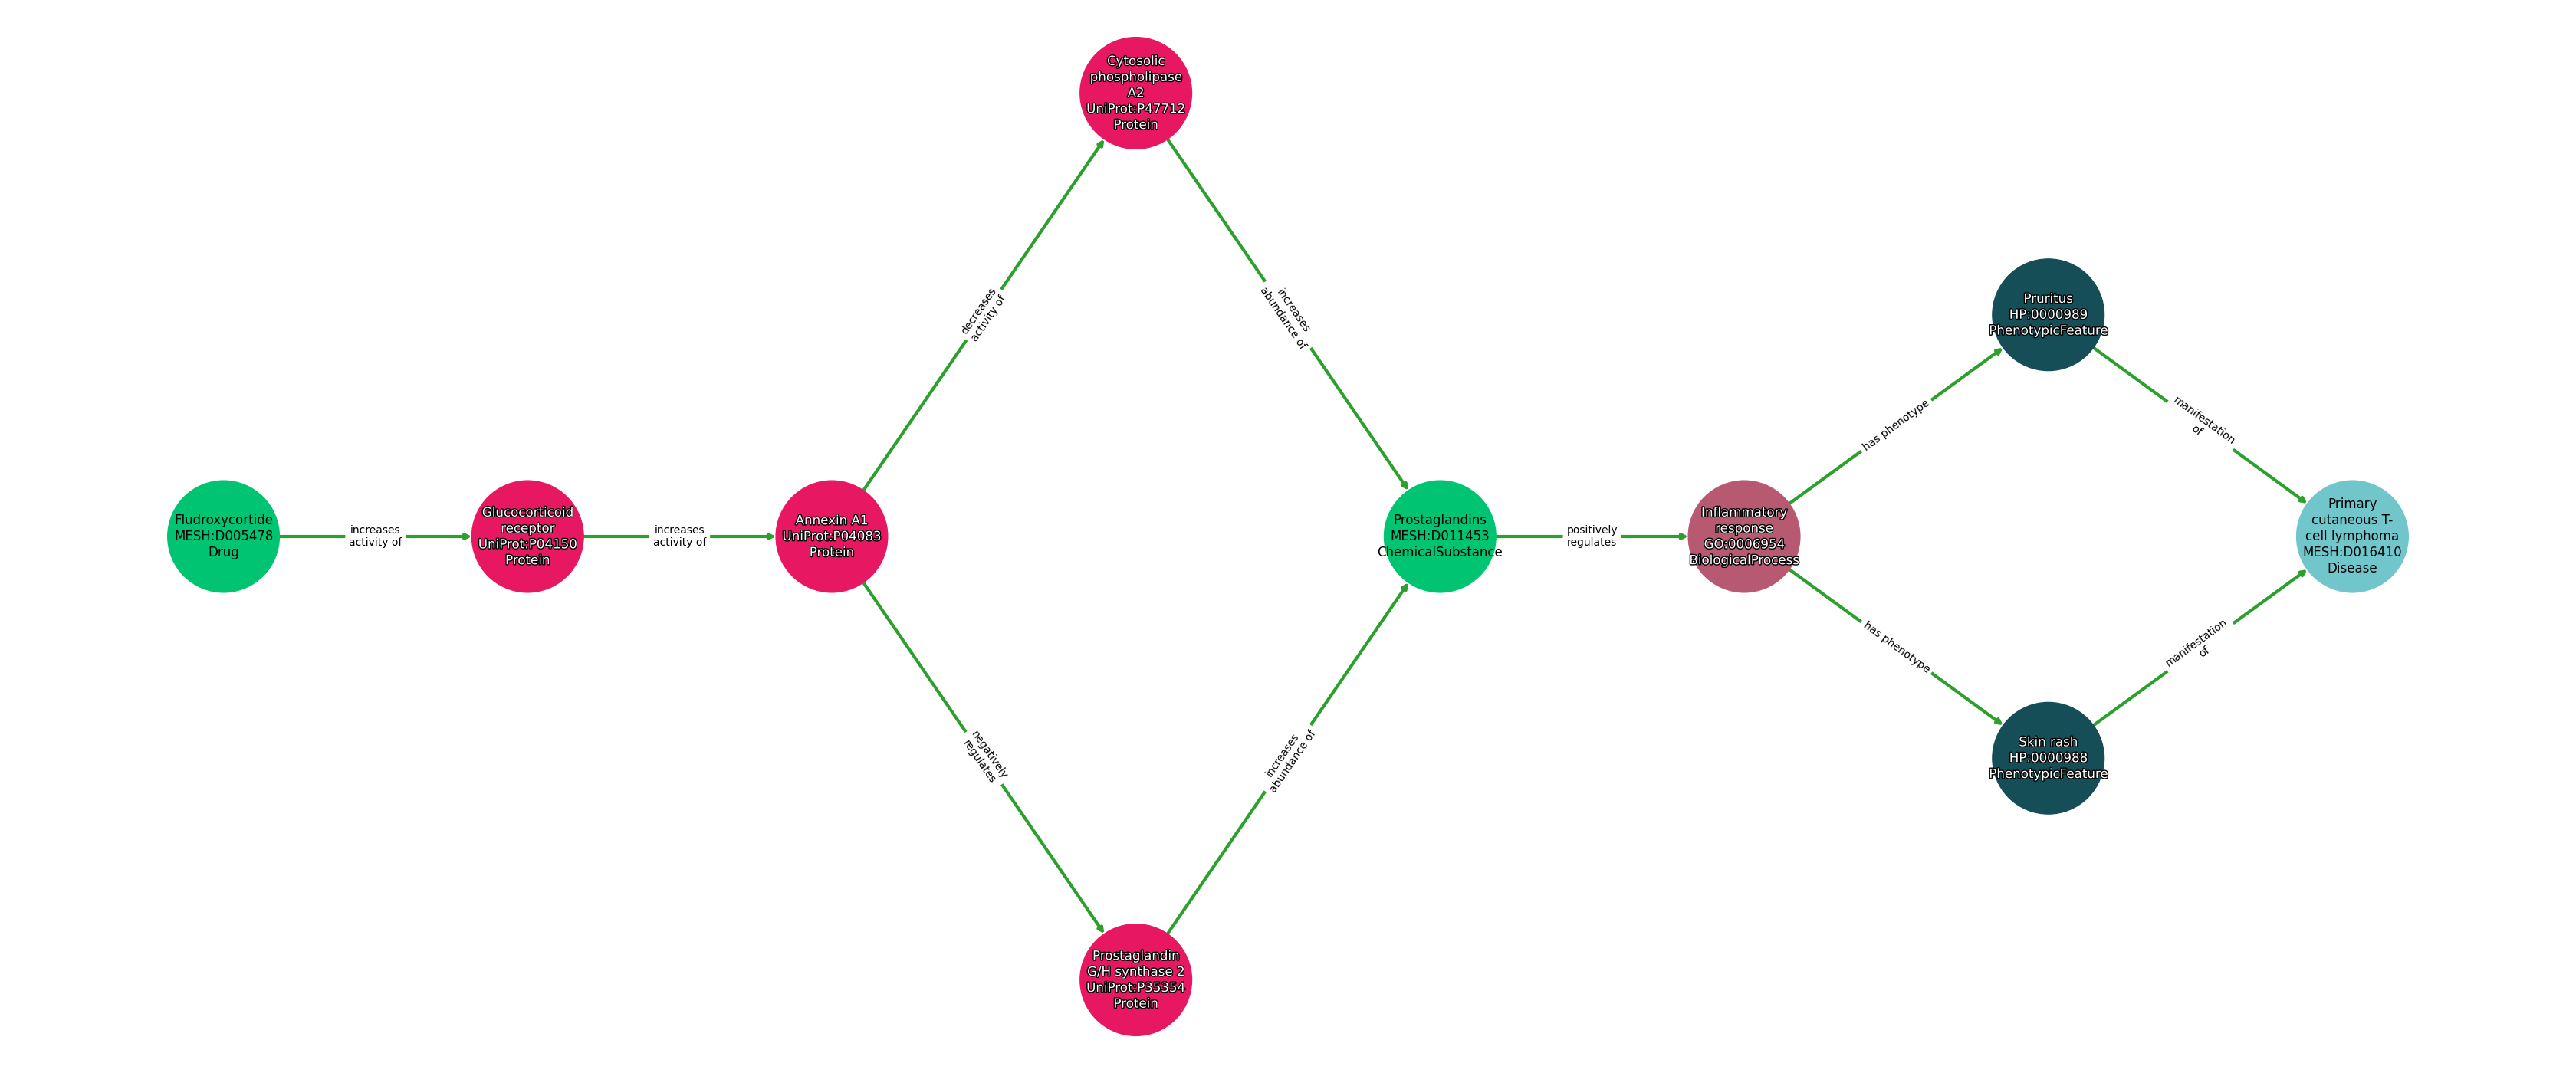 Cytosolic
phospholipase
A2
UniProt:P47712
Protein
decreases
activity of
increases
abundance of
Pruritus
HP:0000989
PhenotypicFeature
has phenotype
manifestation
of
Fludroxycortide
MESH:D005478
Drug
increases
activity of
Glucocorticoid
receptor
UniProt:P04150
Protein
increases
activity of
Annexin A1
UniProt:P04083
Protein
Prostaglandins
MESH:D011453
ChemicalSubstance
positively
regulates
Inflammatory
response
GO:0006954
BiologicalProcess
Primary
cutaneous T-
cell lymphoma
MESH:D016410
Disease
has phenotype
manifestation
of
negatively
regulates
increases
abundance of
Skin rash
HP:0000988
PhenotypicFeature
Prostaglandin
G/H synthase 2
UniProt:P35354
Protein